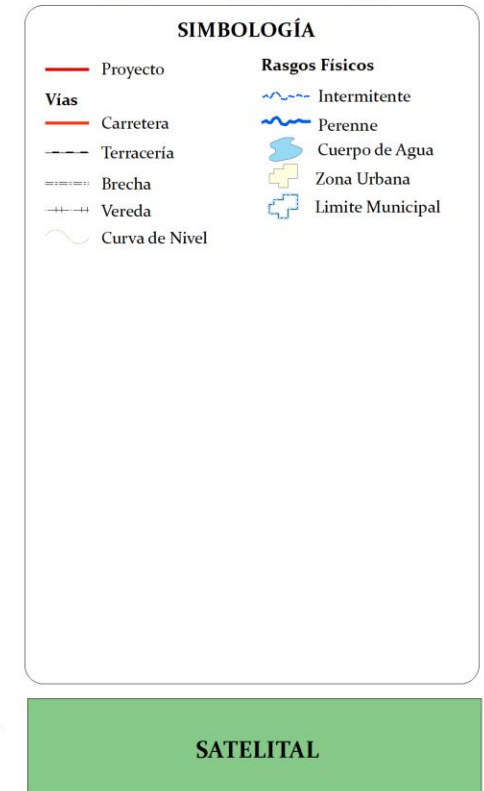 SIMBOLOGÍA
Proyecto
Vías
Carretera
Terracería
Brecha
Vereda
Curva de Nivel
Rasgos Físicos
Intermitente
Perenne
Cuerpo de Agua
Zona Urbana
Limite Municipal
SATELITAL